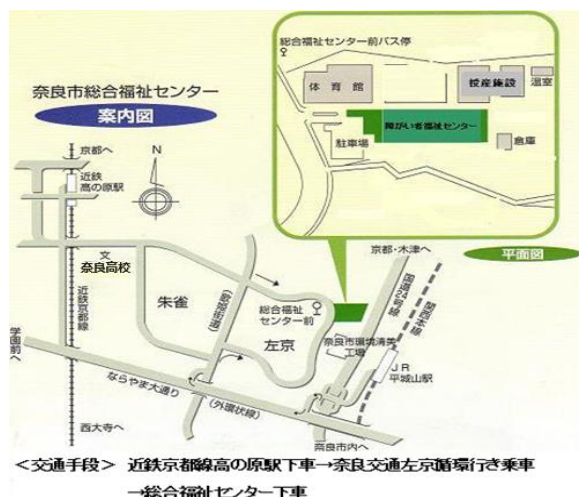 総合福祉センター前バス停
体育館
授産施設
温室
障がい者福祉センター
駐車場
倉庫
平面図
奈良市総合福祉センター
案内図
京都へ
近鉄
高の原駅
N
文
奈良高校
朱雀
近鉄京都線
学園前へ
ならやま大通り
(外環状線)
西大寺へ
総合福祉
センター前
左京
京都・木津へ
国道24号線
関西本線
奈良市環境清美
工場
JR
平城山駅
奈良市内へ
<交通手段> 近鉄京都線高の原駅下車→奈良交通左京循環行き乗車
→総合福祉センター下車